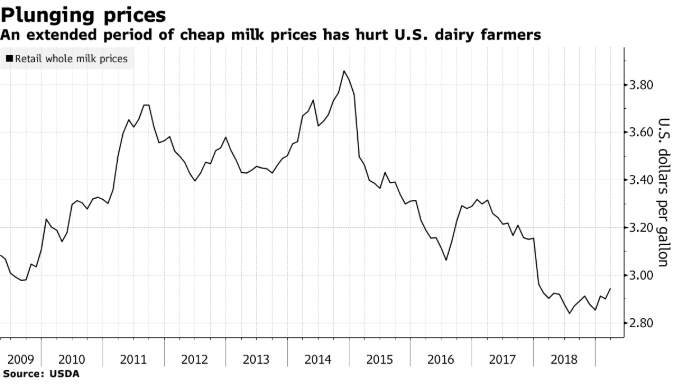 Plunging prices
An extended period of cheap milk prices has hurt U.S. dairy farmers
Retail whole milk prices
3.80
3.60
3.40
3.20
3.00
2.80
U.S. dollars per gallon
2009 2010 2011 2012 2013 2014 2015 2016 2017 2018
Source: USDA